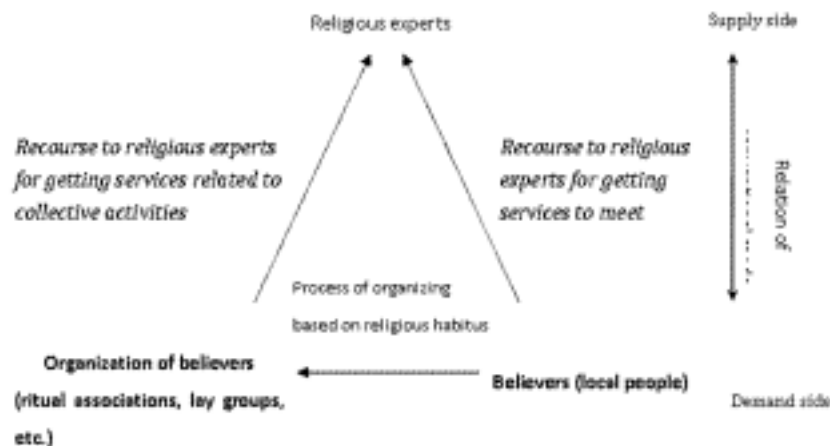 Religious experts
Supply side
Recourse to religious experts
for getting services related to
collective activities
Recourse to religious
experts for getting
services to meet
Relation of
Process of organizing
based on religious habitus
Organization of believers
(ritual associations, lay groups,
etc.)
Believers (local people)
Demand side